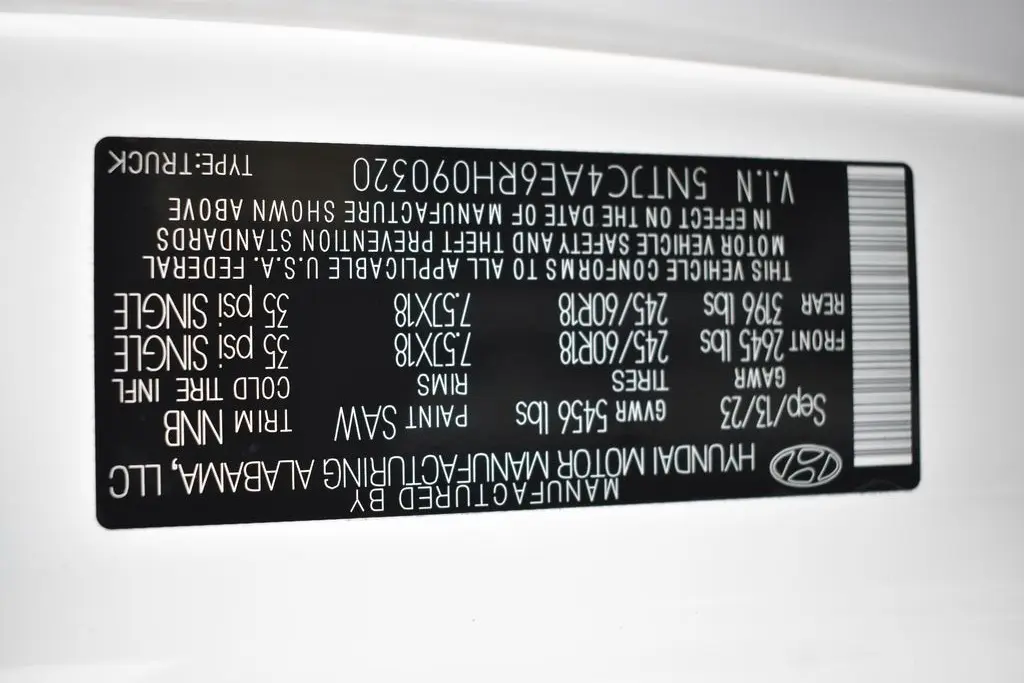 MANUFACTURED BY
HYUNDAI MOTOR MANUFACTURING ALABAMA, LLC
Sep/13/23 GVWR 5456 lbs PAINT SAW TRIM NNB
GAWR TIRES RIMS COLD TIRE INFL
FRONT 2645 lbs 245/60R18 7.5JX18 35 psi SINGLE
REAR 3196 lbs 245/60R18 7.5JX18 35 psi SINGLE
THIS VEHICLE CONFORMS TO ALL APPLICABLE U.S.A. FEDERAL
MOTOR VEHICLE SAFETY AND THEFT PREVENTION STANDARDS
IN EFFECT ON THE DATE OF MANUFACTURE SHOWN ABOVE
V.I.N 5NTJC4AE6RH090320 TYPE:TRUCK